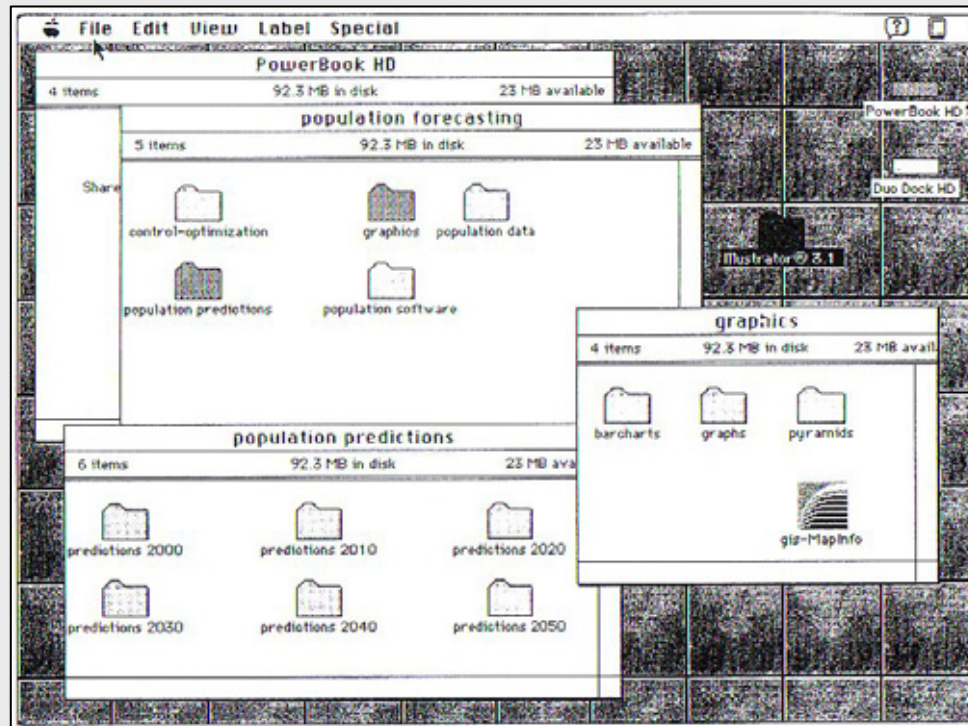 File Edit View Label Special
PowerBook HD
4 items 92.3 MB in disk 23 MB available
population forecasting
5 items 92.3 MB in disk 23 MB available
PowerBook HD
Share
Duo Dock HD
control-optimization graphics population data
Illustrator® 3.1
population predictions population software
graphics
4 items 92.3 MB in disk 23 MB avail
barcharts graphs pyramids
gis-MapInfo
population predictions
6 items 92.3 MB in disk 23 MB ava
predictions 2000 predictions 2010 predictions 2020
predictions 2030 predictions 2040 predictions 2050